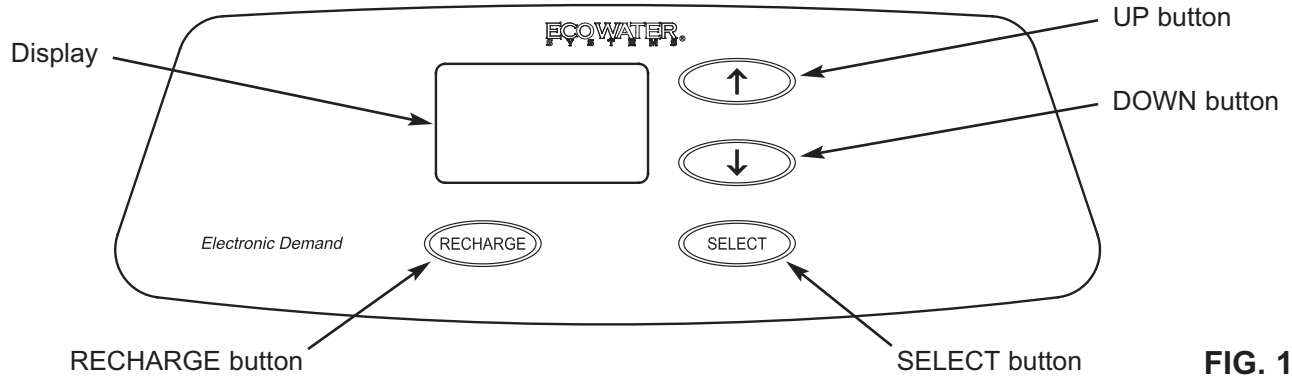 UP button
ECOWATER
SYSTEMS®
Display
↑
DOWN button
↓
Electronic Demand
RECHARGE
SELECT
RECHARGE button
SELECT button
FIG. 1